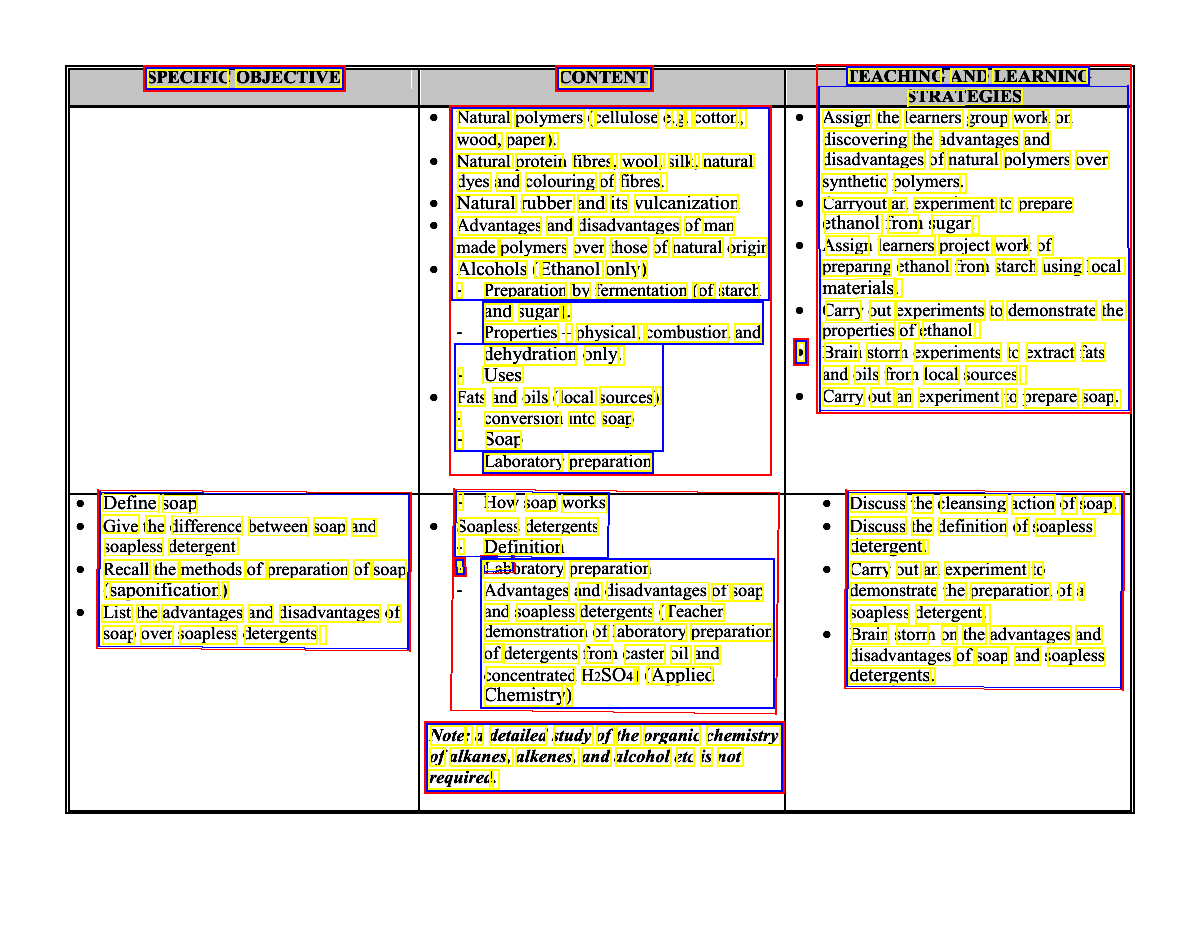 SPECIFIC OBJECTIVE
CONTENT
TEACHING AND LEARNING
STRATEGIES
• Natural polymers (cellulose e.g. cotton,
wood, paper).
• Natural protein fibres. wool, silk, natural
dyes and colouring of fibres.
• Natural rubber and its vulcanization
• Advantages and disadvantages of man
made polymers over those of natural origin
• Alcohols (Ethanol only)
- Preparation by fermentation (of starch
and sugar).
- Properties – physical, combustion and
dehydration only.
- Uses
• Fats and oils (local sources)
- conversion into soap
- Soap
Laboratory preparation
• Assign the learners group work on
discovering the advantages and
disadvantages of natural polymers over
synthetic polymers.
• Carryout an experiment to prepare
ethanol from sugar
• Assign learners project work of
preparing ethanol from starch using local
materials.
• Carry out experiments to demonstrate the
properties of ethanol
• Brain storm experiments to extract fats
and oils from local sources
• Carry out an experiment to prepare soap.
• Define soap
• Give the difference between soap and
soapless detergent
• Recall the methods of preparation of soap
(saponification)
• List the advantages and disadvantages of
soap over soapless detergents
- How soap works
• Soapless detergents
- Definition
- Laboratory preparation
- Advantages and disadvantages of soap
and soapless detergents (Teacher
demonstration of laboratory preparation
of detergents from caster oil and
concentrated H2SO4) (Applied
Chemistry)
Note: a detailed study of the organic chemistry
of alkanes, alkenes, and alcohol etc is not
required.
• Discuss the cleansing action of soap
• Discuss the definition of soapless
detergent.
• Carry out an experiment to
demonstrate the preparation of a
soapless detergent
• Brain storm on the advantages and
disadvantages of soap and soapless
detergents.